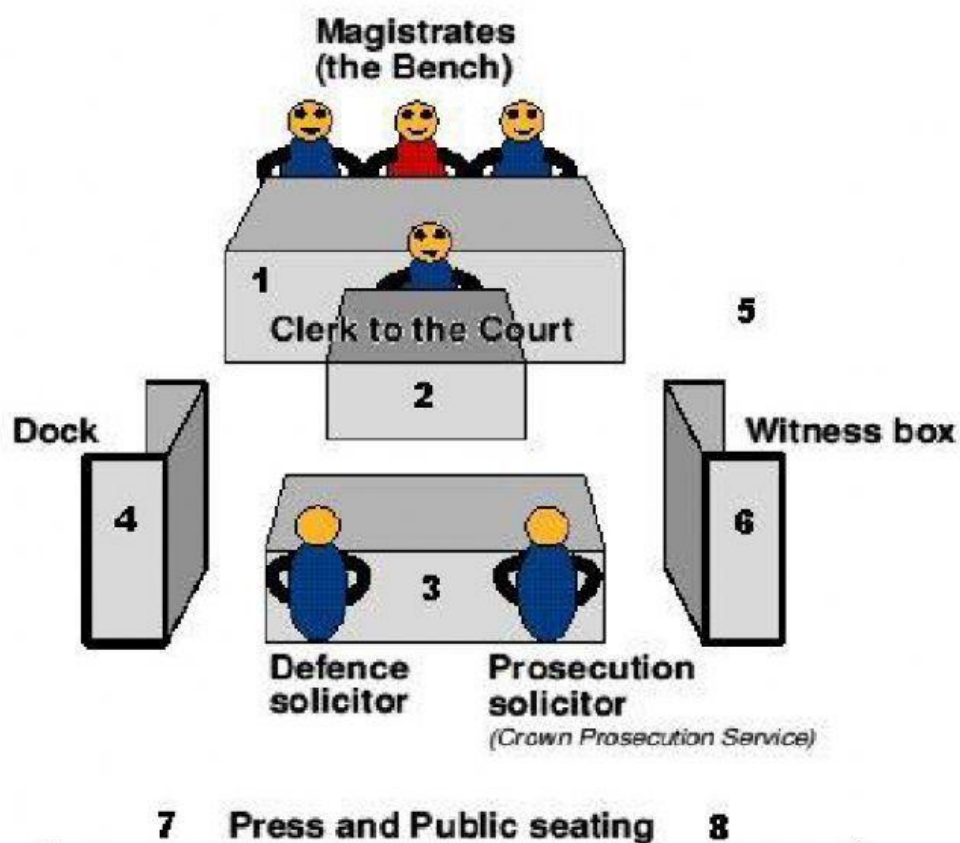 Magistrates
(the Bench)
1
5
Clerk to the Court
2
Dock
Witness box
4
6
3
Defence
solicitor
Prosecution
solicitor
(Crown Prosecution Service)
7 Press and Public seating 8